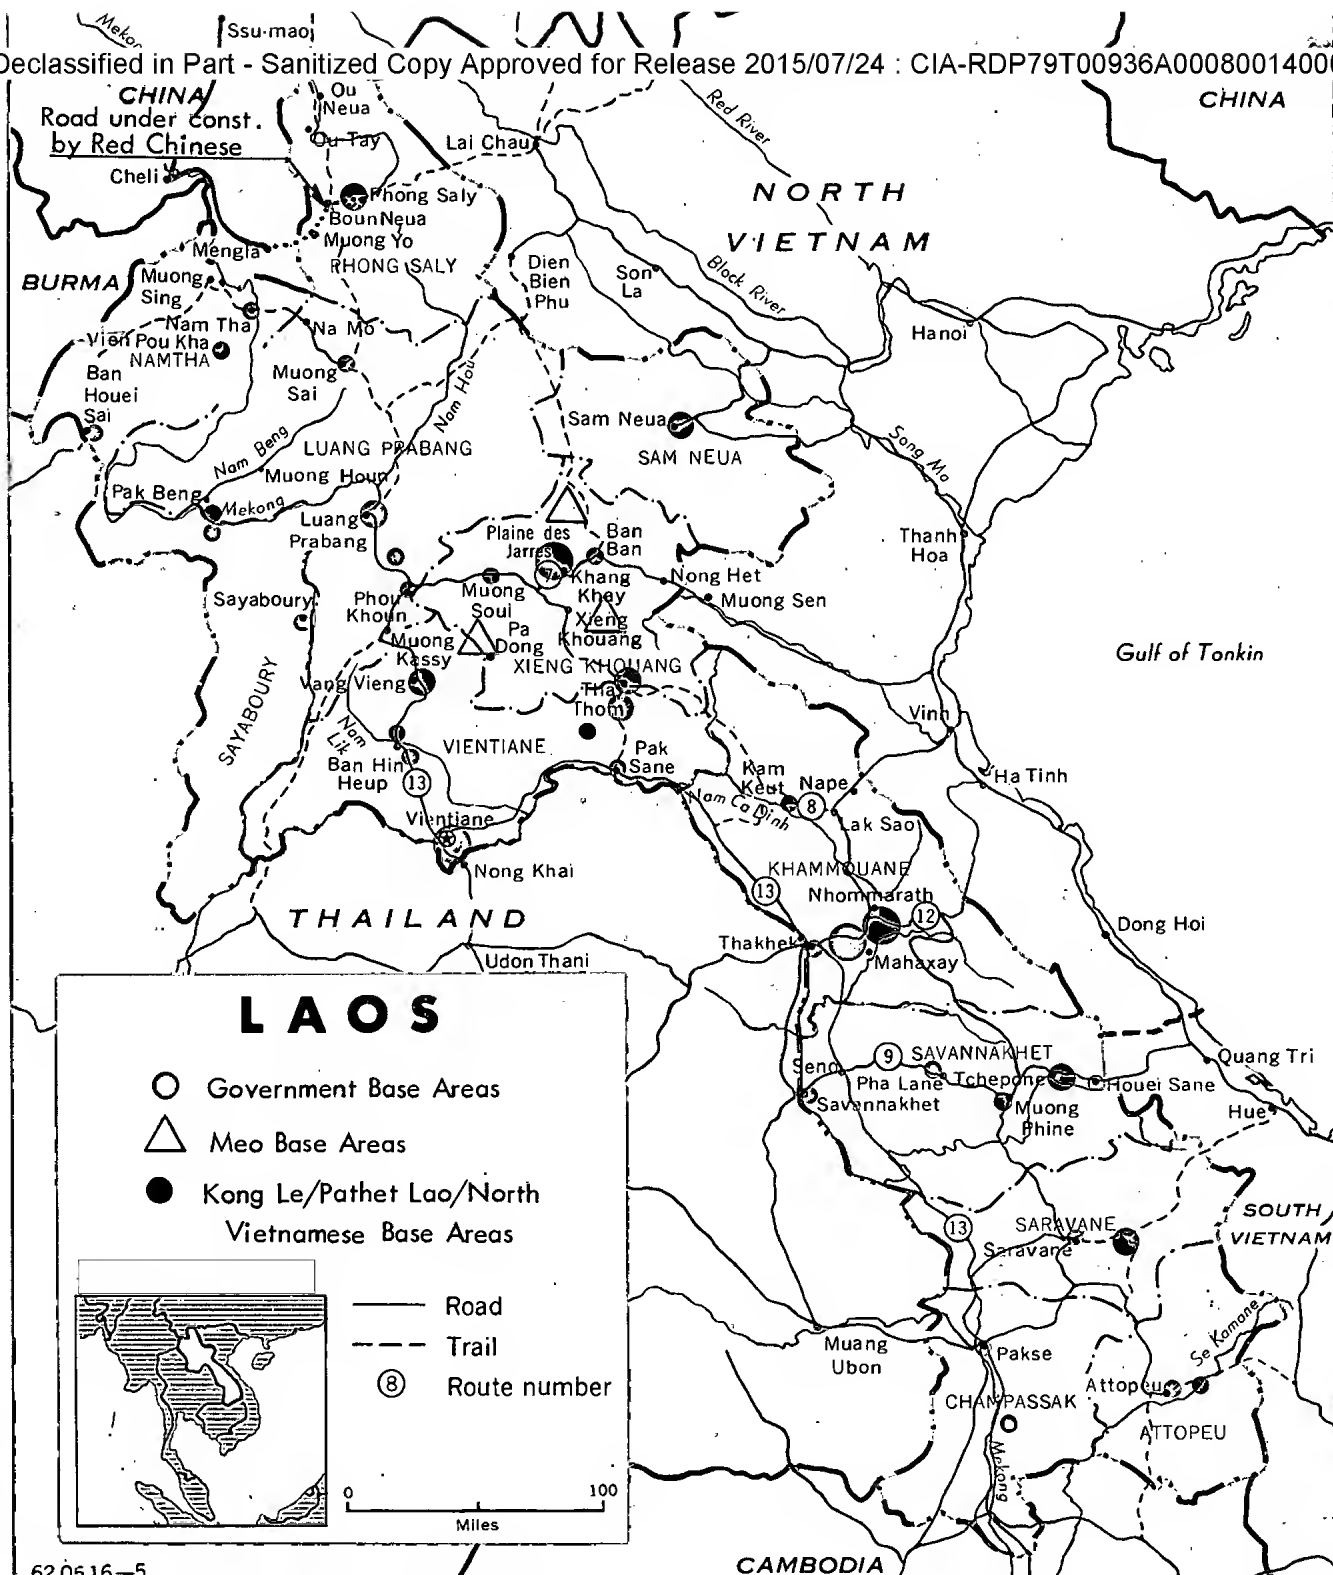 Ssu-mao
Declassified in Part - Sanitized Copy Approved for Release 2015/07/24 : CIA-RDP79T00936A000800140
CHINA
CHINA
Road under const.
by Red Chinese
Ou
Neua
Ou Tay
Lai Chau
Red River
Cheli
Phong Saly
Boun Neua
Muong Yo
PHONG SALY
NORTH
VIETNAM
Mengla
BURMA
Muong
Sing
Dien
Bien
Phu
Son
La
Black River
Nam Tha
Na Mo
Vien Pou Kha
NAMTHA
Hanoi
Ban
Houei
Sai
Muong
Sai
Nam Hou
Sam Neua
SAM NEUA
Song Ma
Nam Beng
LUANG PRABANG
Muong Houn
Pak Beng
Mekong
Luang
Prabang
Plaine des
Jarres
Ban
Ban
Thanh
Hoa
7
Khang
Khay
Nong Het
Muong Sen
Sayaboury
Phou
Khoun
Muong
Soui
Xieng
Khouang
Pa
Dong
Muong
Kassy
XIENG KHOUANG
Gulf of Tonkin
Vang Vieng
SAYABOURY
Tha
Thom
Nam
Lik
VIENTIANE
Vinh
Pak
Sane
Ban Hin
Heup
13
Kam
Keut
Nape
8
Ha Tinh
Nam Ca Dinh
Lak Sao
Vientiane
Nong Khai
KHAMMOUANE
13
Nhommarath
12
THAILAND
Thakhek
Mahaxay
Dong Hoi
Udon Thani
LAOS
Government Base Areas
Meo Base Areas
Kong Le/Pathet Lao/North
Vietnamese Base Areas
Road
Trail
8
Route number
0
100
Miles
9
SAVANNAKHET
Seno
Pha Lane
Tchepone
Houei Sane
Quang Tri
Savannakhet
Muong
Phine
Hue
SOUTH
VIETNAM
13
SARAVANE
Saravane
Se Kamane
Muang
Ubon
Pakse
Attopeu
CHAMPASSAK
ATTOPEU
Mekong
CAMBODIA